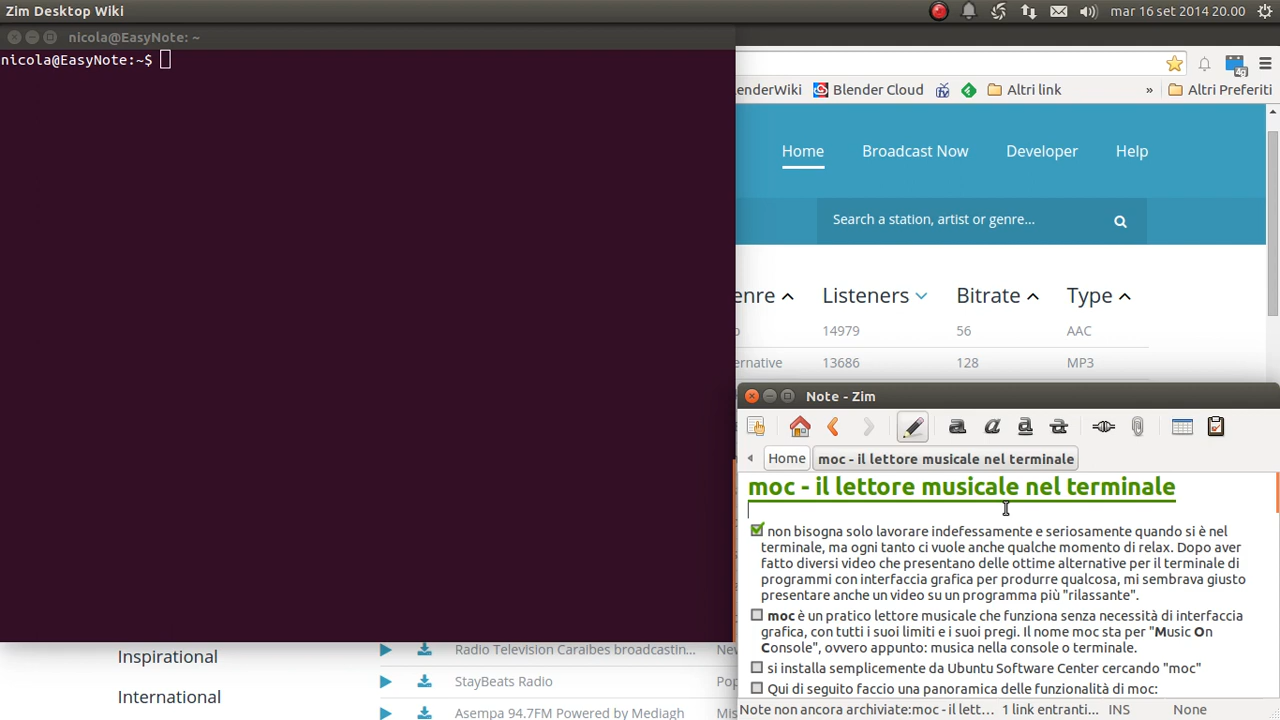 Zim Desktop Wiki
mar 16 set 2014 20.00
nicola@EasyNote: ~
nicola@EasyNote:~$
enderWiki
Blender Cloud
Altri link
»
Altri Preferiti
Home
Broadcast Now
Developer
Help
Search a station, artist or genre...
enre
Listeners
Bitrate
Type
14979
56
AAC
ernative
13686
128
MP3
Note - Zim
Home
moc - il lettore musicale nel terminale
moc - il lettore musicale nel terminale
non bisogna solo lavorare indefessamente e seriosamente quando si è nel
terminale, ma ogni tanto ci vuole anche qualche momento di relax. Dopo aver
fatto diversi video che presentano delle ottime alternative per il terminale di
programmi con interfaccia grafica per produrre qualcosa, mi sembrava giusto
presentare anche un video su un programma più "rilassante".
moc è un pratico lettore musicale che funziona senza necessità di interfaccia
grafica, con tutti i suoi limiti e i suoi pregi. Il nome moc sta per "Music On
Console", ovvero appunto: musica nella console o terminale.
si installa semplicemente da Ubuntu Software Center cercando "moc"
Qui di seguito faccio una panoramica delle funzionalità di moc:
Note non ancora archiviate:moc - il lett...
1 link entranti...
INS
None
Inspirational
International
Radio Television Caraibes broadcastin...
Nev
StayBeats Radio
Pop
Asempa 94.7FM Powered by Mediagh
Mis